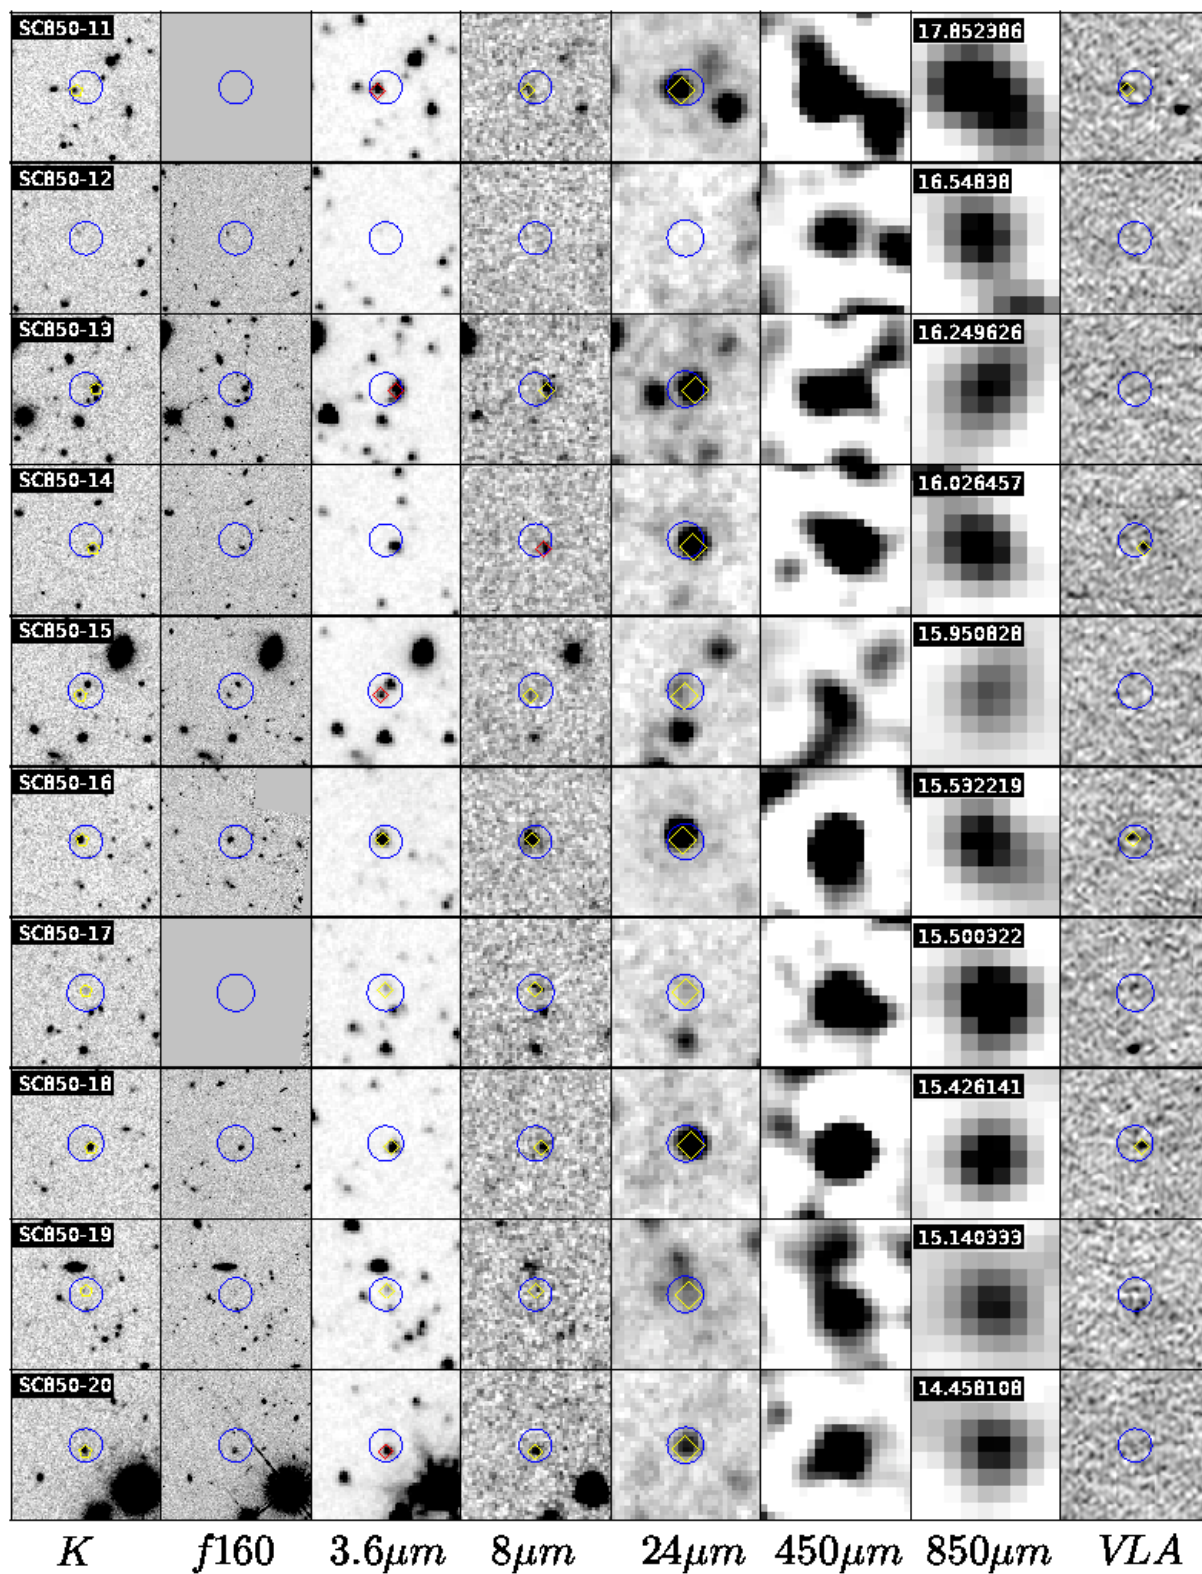 SC850-11 17.852386
SC850-12 16.54838
SC850-13 16.249626
SC850-14 16.026457
SC850-15 15.950828
SC850-16 15.532219
SC850-17 15.500322
SC850-18 15.426141
SC850-19 15.140333
SC850-20 14.458108
K f160 3.6μm 8μm 24μm 450μm 850μm VLA